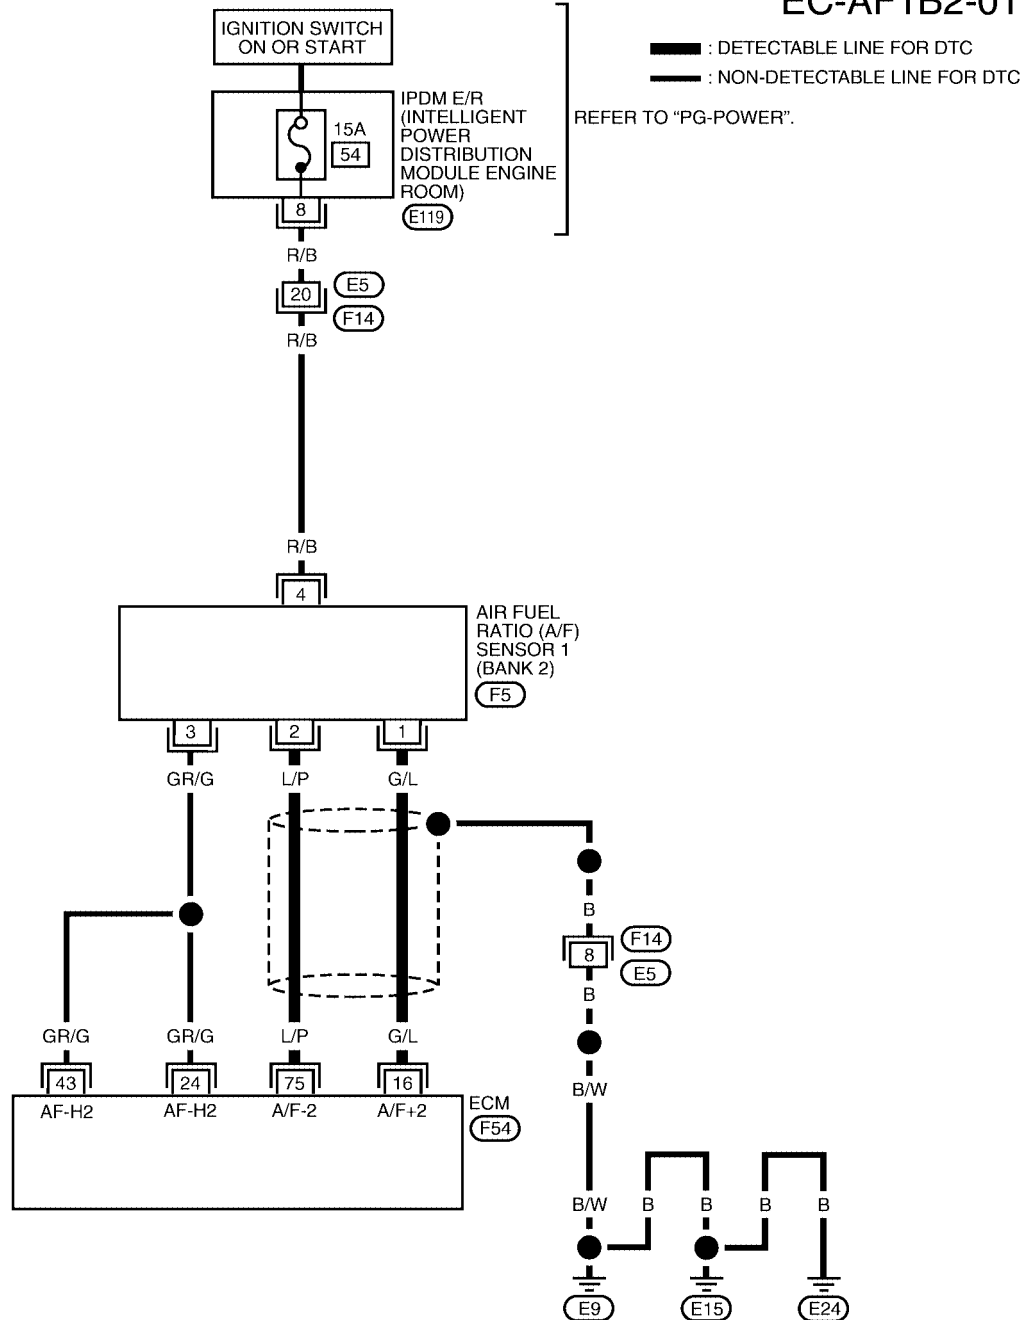 EC-AF1B2-01
IGNITION SWITCH
ON OR START
: DETECTABLE LINE FOR DTC
: NON-DETECTABLE LINE FOR DTC
IPDM E/R
(INTELLIGENT
POWER
DISTRIBUTION
MODULE ENGINE
ROOM)
E119
15A
54
REFER TO “PG-POWER”.
8
R/B
20
E5
F14
R/B
R/B
4
AIR FUEL
RATIO (A/F)
SENSOR 1
(BANK 2)
F5
3 2 1
GR/G L/P G/L
B
8
F14
E5
B
GR/G GR/G L/P G/L
43 24 75 16
AF-H2 AF-H2 A/F-2 A/F+2
ECM
F54
B/W
B/W B B B B
E9 E15 E24